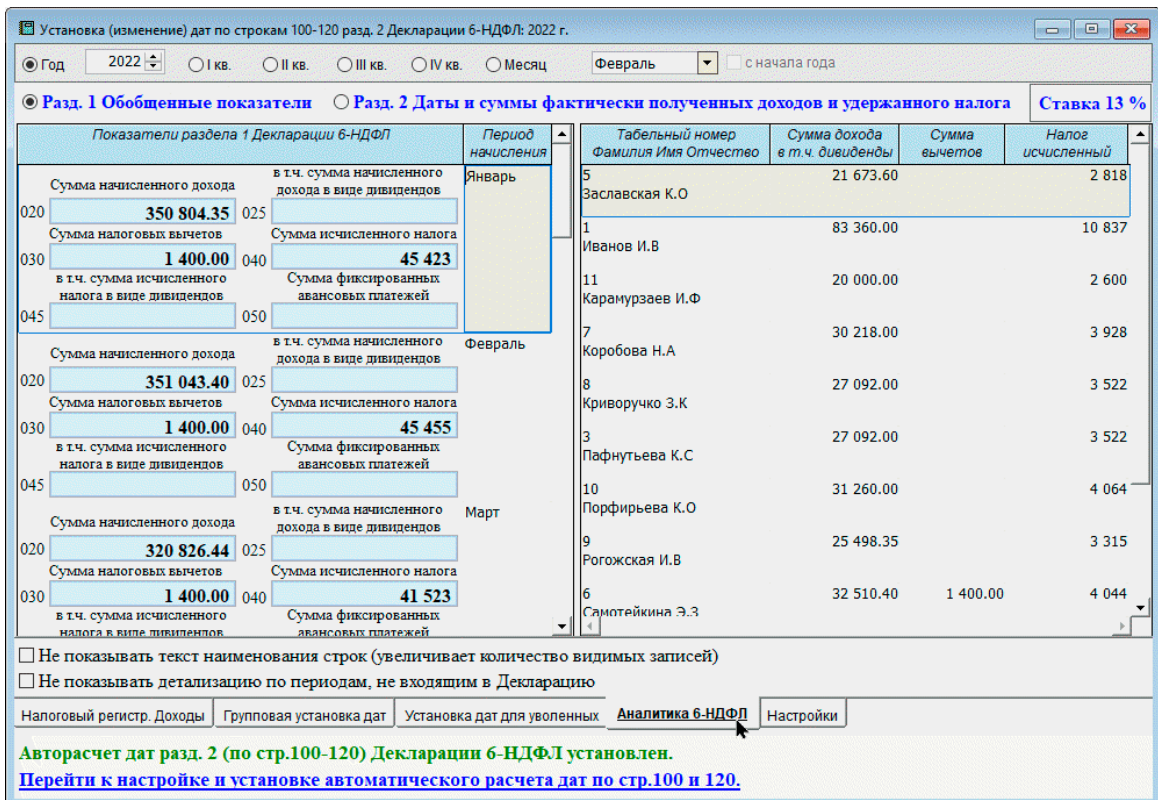 Установка (изменение) дат по строкам 100-120 разд. 2 Декларации 6-НДФЛ: 2022 г.
Год 2022 I кв. II кв. III кв. IV кв. Месяц Февраль с начала года
Разд. 1 Обобщенные показатели Разд. 2 Даты и суммы фактически полученных доходов и удержанного налога Ставка 13 %
Показатели раздела 1 Декларации 6-НДФЛ Период начисления
Сумма начисленного дохода в т.ч. сумма начисленного дохода в виде дивидендов Январь
020 350 804.35 025
Сумма налоговых вычетов Сумма исчисленного налога
030 1 400.00 040 45 423
в т.ч. сумма исчисленного налога в виде дивидендов Сумма фиксированных авансовых платежей
045 050
Сумма начисленного дохода в т.ч. сумма начисленного дохода в виде дивидендов Февраль
020 351 043.40 025
Сумма налоговых вычетов Сумма исчисленного налога
030 1 400.00 040 45 455
в т.ч. сумма исчисленного налога в виде дивидендов Сумма фиксированных авансовых платежей
045 050
Сумма начисленного дохода в т.ч. сумма начисленного дохода в виде дивидендов Март
020 320 826.44 025
Сумма налоговых вычетов Сумма исчисленного налога
030 1 400.00 040 41 523
в т.ч. сумма исчисленного налога в виде дивидендов Сумма фиксированных авансовых платежей
Табельный номер Сумма дохода Сумма Налог
Фамилия Имя Отчество в т.ч. дивиденды вычетов исчисленный
5 21 673.60 2 818
Заславская К.О
1 83 360.00 10 837
Иванов И.В
11 20 000.00 2 600
Карамурзаев И.Ф
7 30 218.00 3 928
Коробова Н.А
8 27 092.00 3 522
Криворучко З.К
3 27 092.00 3 522
Пафнутьева К.С
10 31 260.00 4 064
Порфирьева К.О
9 25 498.35 3 315
Рогожская И.В
6 32 510.40 1 400.00 4 044
Самотейкина Э.З
Не показывать текст наименования строк (увеличивает количество видимых записей)
Не показывать детализацию по периодам, не входящим в Декларацию
Налоговый регистр. Доходы Групповая установка дат Установка дат для уволенных Аналитика 6-НДФЛ Настройки
Авторасчет дат разд. 2 (по стр.100-120) Декларации 6-НДФЛ установлен.
Перейти к настройке и установке автоматического расчета дат по стр.100 и 120.